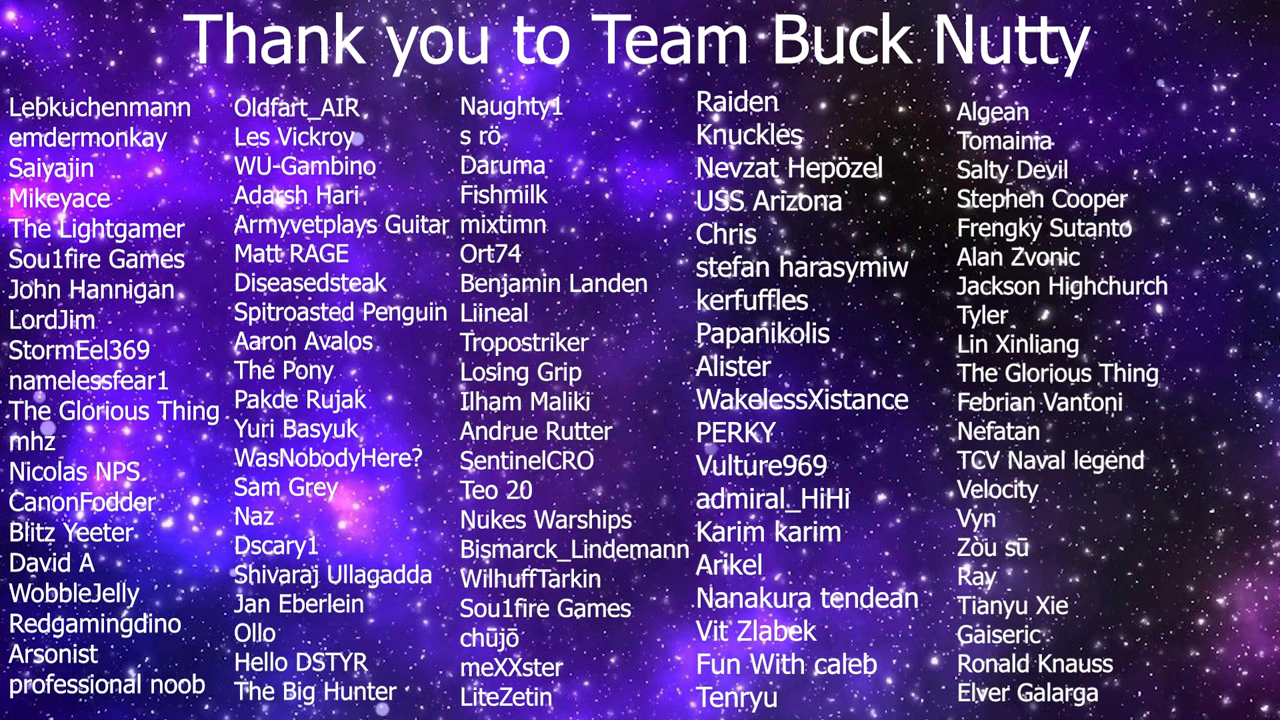 Thank you to Team Buck Nutty
Lebkuchenmann
emdermonkay
Saiyajin
Mikeyace
The Lightgamer
Sou1fire Games
John Hannigan
LordJim
StormEel369
namelessfear1
The Glorious Thing
mhz
Nicolas NPS
CanonFodder
Blitz Yeeter
David A
WobbleJelly
Redgamingdino
Arsonist
professional noob
Oldfart_AIR
Les Vickroy
WU-Gambino
Adarsh Hari
Armyvetplays Guitar
Matt RAGE
Diseasedsteak
Spitroasted Penguin
Aaron Avalos
The Pony
Pakde Rujak
Yuri Basyuk
WasNobodyHere?
Sam Grey
Naz
Dscary1
Shivaraj Ullagadda
Jan Eberlein
Ollo
Hello DSTYR
The Big Hunter
Naughty1
s rö
Daruma
Fishmilk
mixtimn
Ort74
Benjamin Landen
Liineal
Tropostriker
Losing Grip
Ilham Maliki
Andrue Rutter
SentinelCRO
Teo 20
Nukes Warships
Bismarck_Lindemann
WilhuffTarkin
Sou1fire Games
chūjō
meXXster
LiteZetin
Raiden
Knuckles
Nevzat Hepözel
USS Arizona
Chris
stefan harasymiw
kerfuffles
Papanikolis
Alister
WakelessXistance
PERKY
Vulture969
admiral_HiHi
Karim karim
Arikel
Nanakura tendean
Vit Zlabek
Fun With caleb
Tenryu
Algean
Tomainia
Salty Devil
Stephen Cooper
Frengky Sutanto
Alan Zvonic
Jackson Highchurch
Tyler
Lin Xinliang
The Glorious Thing
Febrian Vantoni
Nefatan
TCV Naval legend
Velocity
Vyn
Zòu sū
Ray
Tianyu Xie
Gaiseric
Ronald Knauss
Elver Galarga